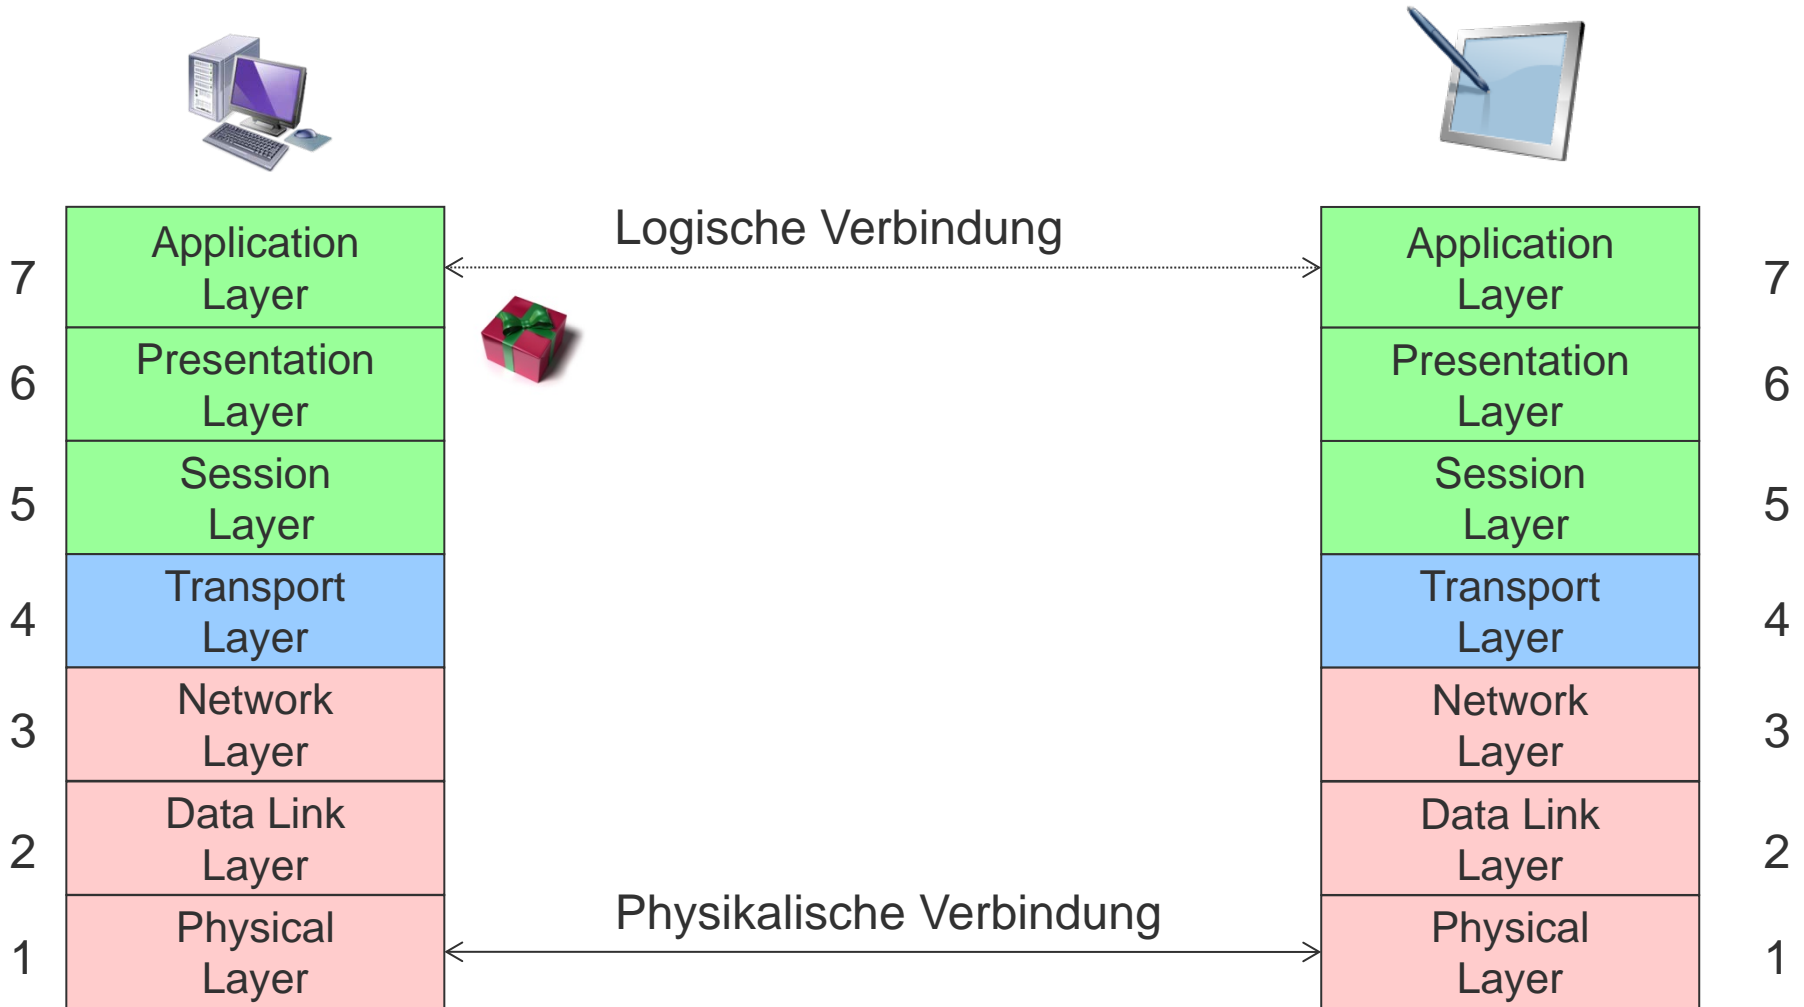 Logische Verbindung
7
Application
Layer
Application
Layer
7
6
Presentation
Layer
Presentation
Layer
6
5
Session
Layer
Session
Layer
5
4
Transport
Layer
Transport
Layer
4
3
Network
Layer
Network
Layer
3
2
Data Link
Layer
Data Link
Layer
2
Physikalische Verbindung
1
Physical
Layer
Physical
Layer
1